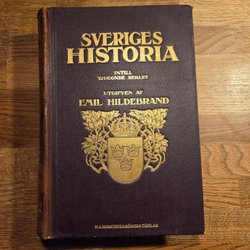 SVERIGES
HISTORIA
INTILL
TJUGONDE SEKLET
UTGIFVEN AF
EMIL HILDEBRAND